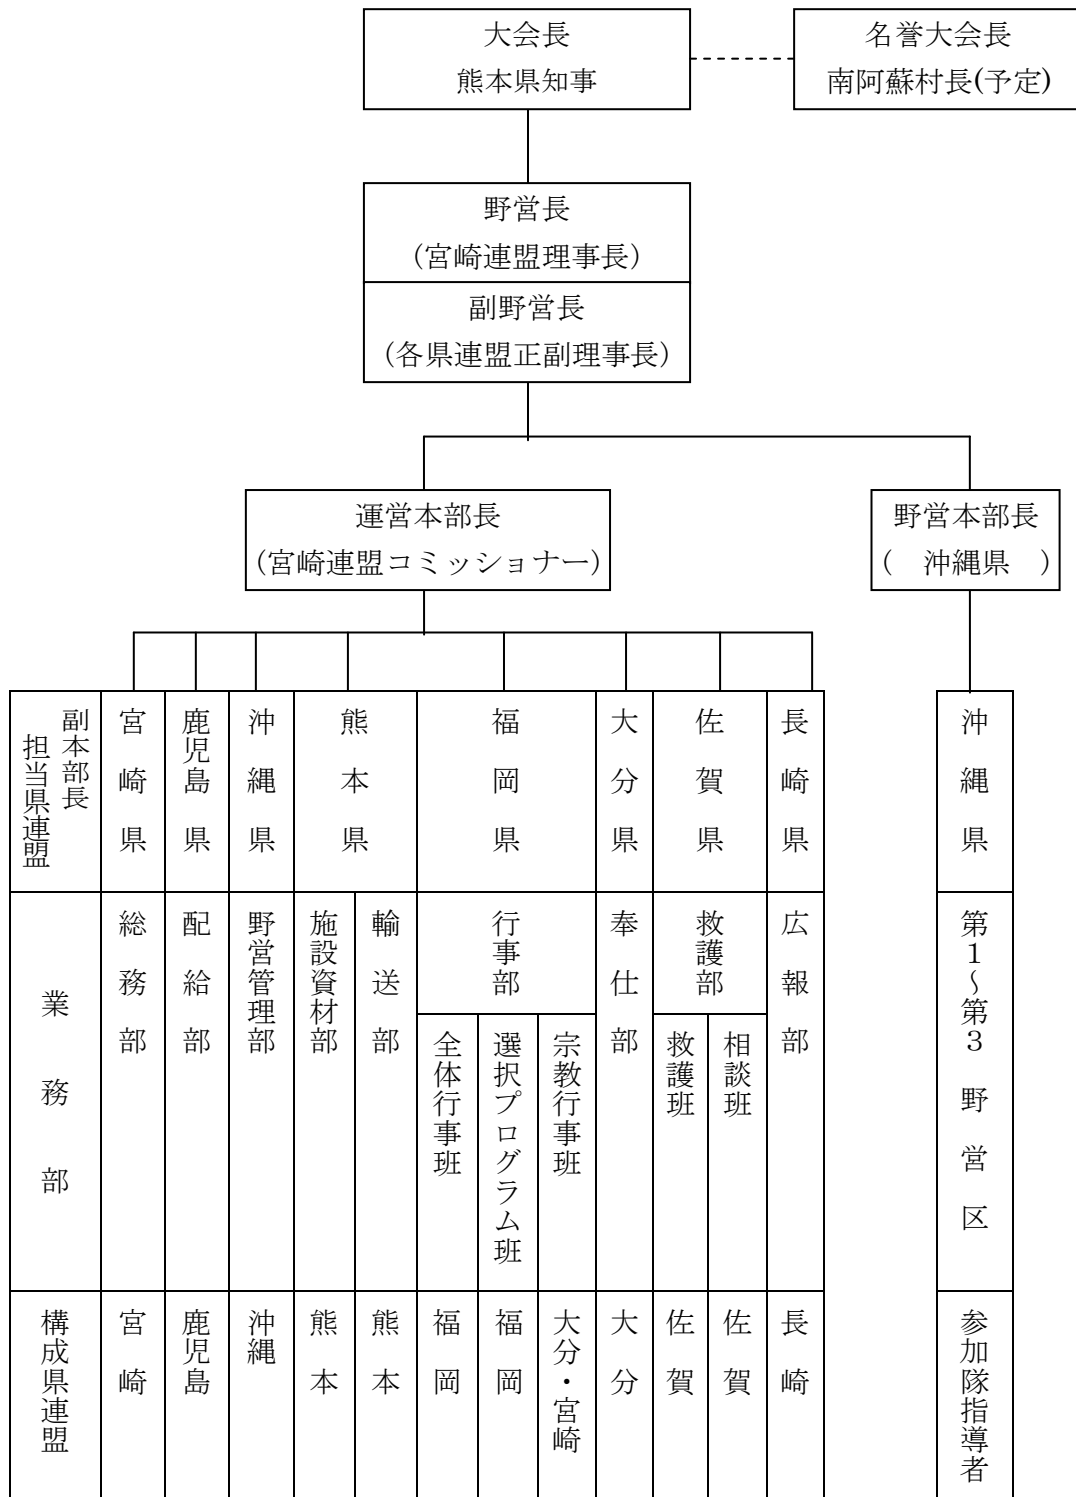 大会長
熊本県知事
名誉大会長
南阿蘇村長(予定)
野営長
(宮崎連盟理事長)
副野営長
(各県連盟正副理事長)
運営本部長
(宮崎連盟コミッショナー)
野営本部長
(　沖縄県　)
副本部長
担当県連盟
宮崎県
鹿児島県
沖縄県
熊本県
福岡県
大分県
佐賀県
長崎県
沖縄県
業務部
総務部
配給部
野営管理部
施設資材部
輸送部
行事部
全体行事班
選択プログラム班
宗教行事班
奉仕部
救護部
救護班
相談班
広報部
第1～第3　野営区
構成県連盟
宮崎
鹿児島
沖縄
熊本
熊本
福岡
福岡
大分・宮崎
大分
佐賀
佐賀
長崎
参加隊指導者